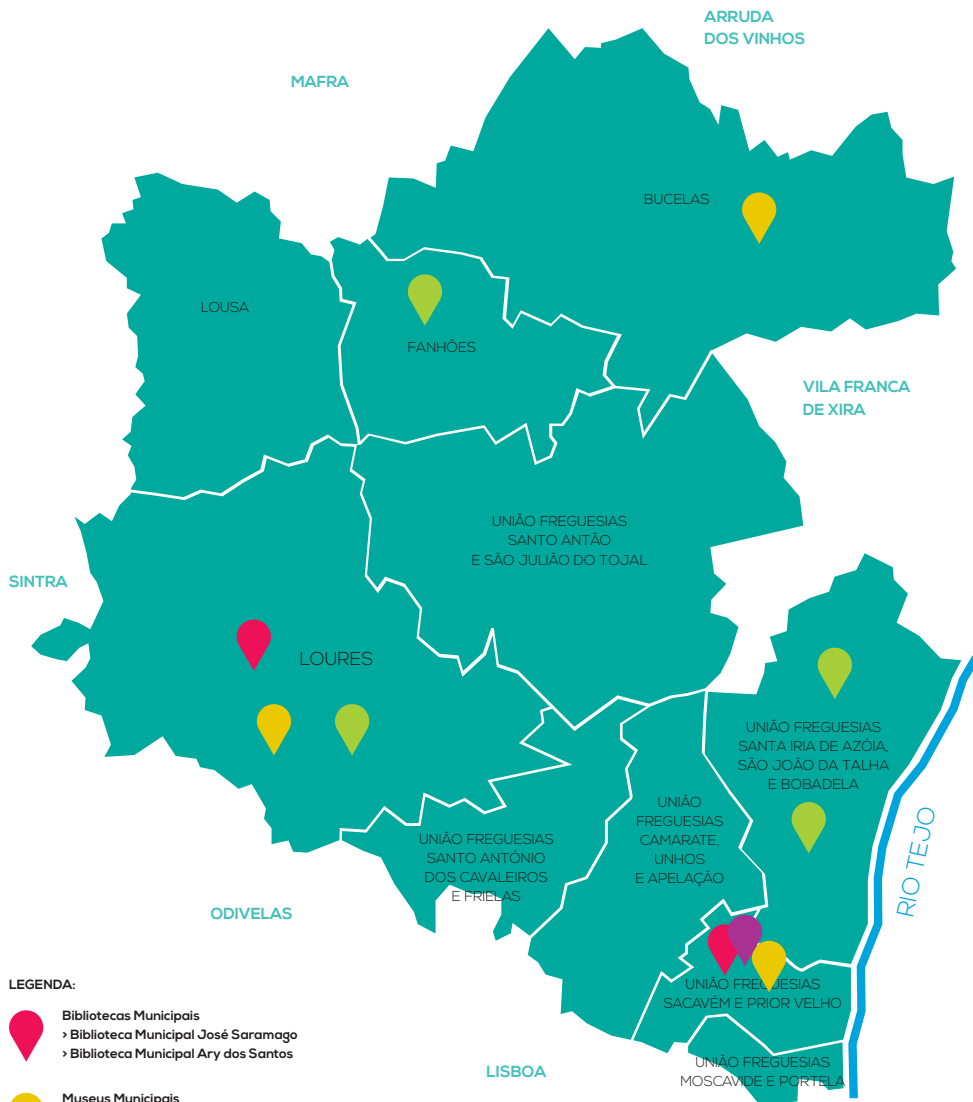 ARRUDA
DOS VINHOS
MAFRA
BUCELAS
LOUSA
FANHÕES
VILA FRANCA
DE XIRA
UNIÃO FREGUESIAS
SANTO ANTÃO
E SÃO JULIÃO DO TOJAL
SINTRA
LOURES
UNIÃO FREGUESIAS
SANTA IRIA DE AZÓIA,
SÃO JOÃO DA TALHA
E BOBADELA
UNIÃO
FREGUESIAS
CAMARATE,
UNHOS
E APELAÇÃO
UNIÃO FREGUESIAS
SANTO ANTÓNIO
DOS CAVALEIROS
E FRIELAS
RIO TEJO
ODIVELAS
UNIÃO FREGUESIAS
SACAVÉM E PRIOR VELHO
UNIÃO FREGUESIAS
MOSCAVIDE E PORTELA
LISBOA
LEGENDA:
Bibliotecas Municipais
> Biblioteca Municipal José Saramago
> Biblioteca Municipal Ary dos Santos
Museus Municipais